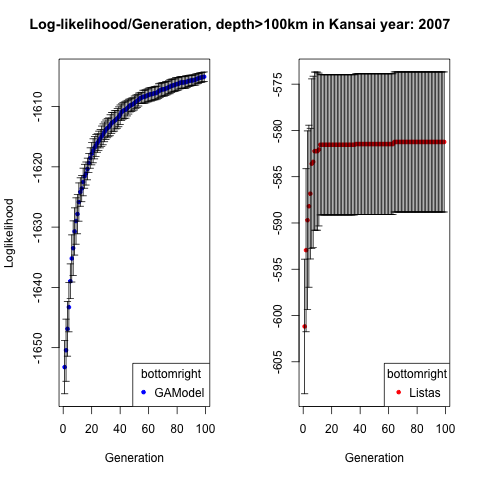 Log-likelihood/Generation, depth>100km in Kansai year: 2007
Loglikelihood
-1610
-1620
-1630
-1640
-1650
0 20 40 60 80 100
Generation
bottomright
GAModel
-575
-580
-585
-590
-595
-600
-605
0 20 40 60 80 100
Generation
bottomright
Listas